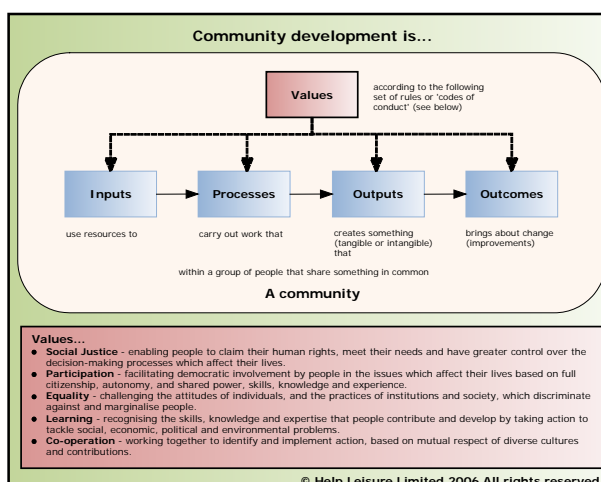 Community development is...
Values
according to the following
set of rules or ‘codes of
conduct’ (see below)
Inputs
Processes
Outputs
Outcomes
use resources to
carry out work that
creates something
(tangible or intangible)
that
brings about change
(improvements)
within a group of people that share something in common
A community
Values...
● Social Justice - enabling people to claim their human rights, meet their needs and have greater control over the
decision-making processes which affect their lives.
● Participation - facilitating democratic involvement by people in the issues which affect their lives based on full
citizenship, autonomy, and shared power, skills, knowledge and experience.
● Equality - challenging the attitudes of individuals, and the practices of institutions and society, which discriminate
against and marginalise people.
● Learning - recognising the skills, knowledge and expertise that people contribute and develop by taking action to
tackle social, economic, political and environmental problems.
● Co-operation - working together to identify and implement action, based on mutual respect of diverse cultures
and contributions.
© Help Leisure Limited 2006 All rights reserved